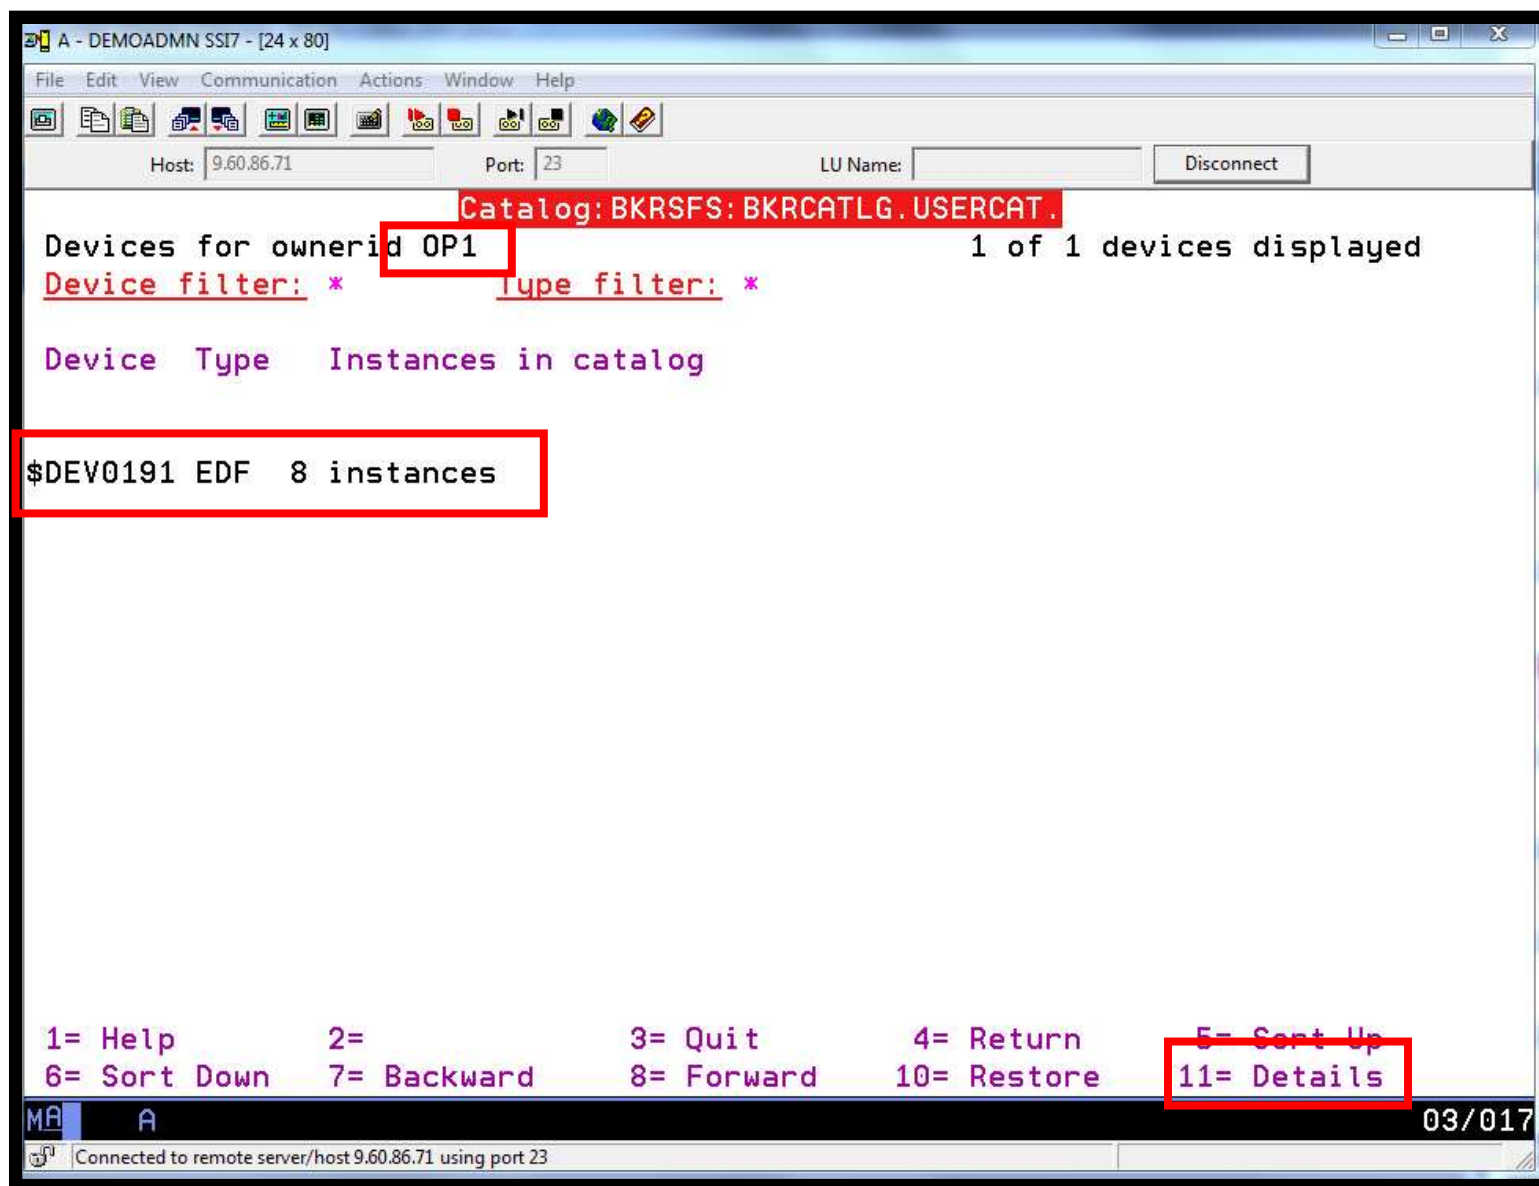 A - DEMOADMN SSI7 - [24 x 80]
File Edit View Communication Actions Window Help
Host: 9.60.86.71 Port: 23 LU Name: Disconnect
Catalog:BKRSFS:BKRCATLG.USERCAT.
Devices for ownerid OP1 1 of 1 devices displayed
Device filter: * Type filter: *
Device Type Instances in catalog
$DEV0191 EDF 8 instances
1= Help 2= 3= Quit 4= Return 5= Sort Up
6= Sort Down 7= Backward 8= Forward 10= Restore 11= Details
MA A 03/017
Connected to remote server/host 9.60.86.71 using port 23